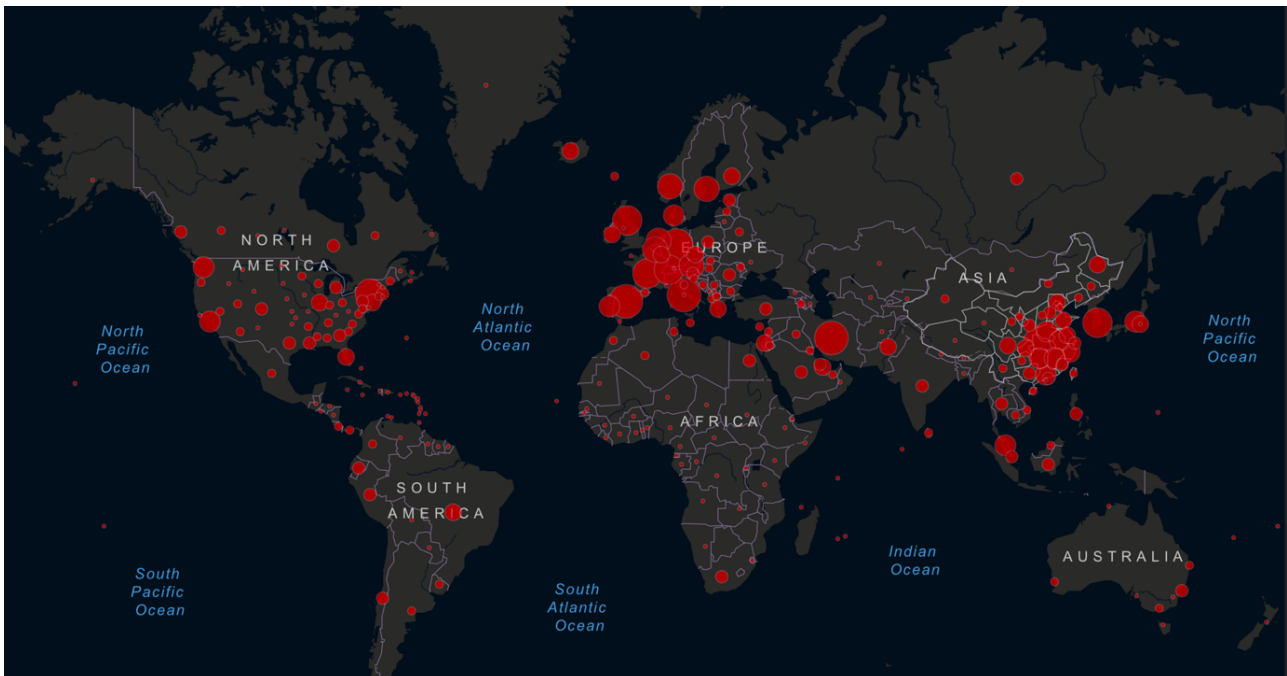 NORTH
AMERICA
EUROPE
ASIA
North
Pacific
Ocean
North
Atlantic
Ocean
North
Pacific
Ocean
AFRICA
SOUTH
AMERICA
South
Pacific
Ocean
South
Atlantic
Ocean
Indian
Ocean
AUSTRALIA